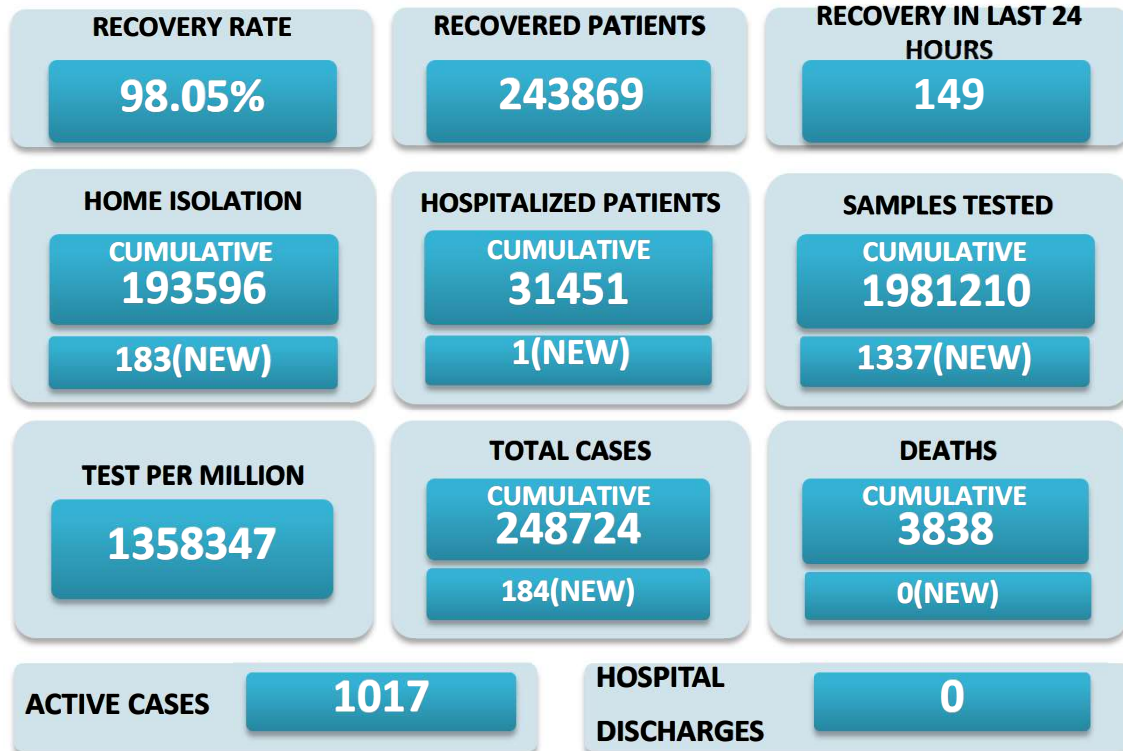 RECOVERY RATE
98.05%
RECOVERED PATIENTS
243869
RECOVERY IN LAST 24
HOURS
149
HOME ISOLATION
CUMULATIVE
193596
183(NEW)
HOSPITALIZED PATIENTS
CUMULATIVE
31451
1(NEW)
SAMPLES TESTED
CUMULATIVE
1981210
1337(NEW)
TEST PER MILLION
1358347
TOTAL CASES
CUMULATIVE
248724
184(NEW)
DEATHS
CUMULATIVE
3838
0(NEW)
ACTIVE CASES
1017
HOSPITAL
DISCHARGES
0